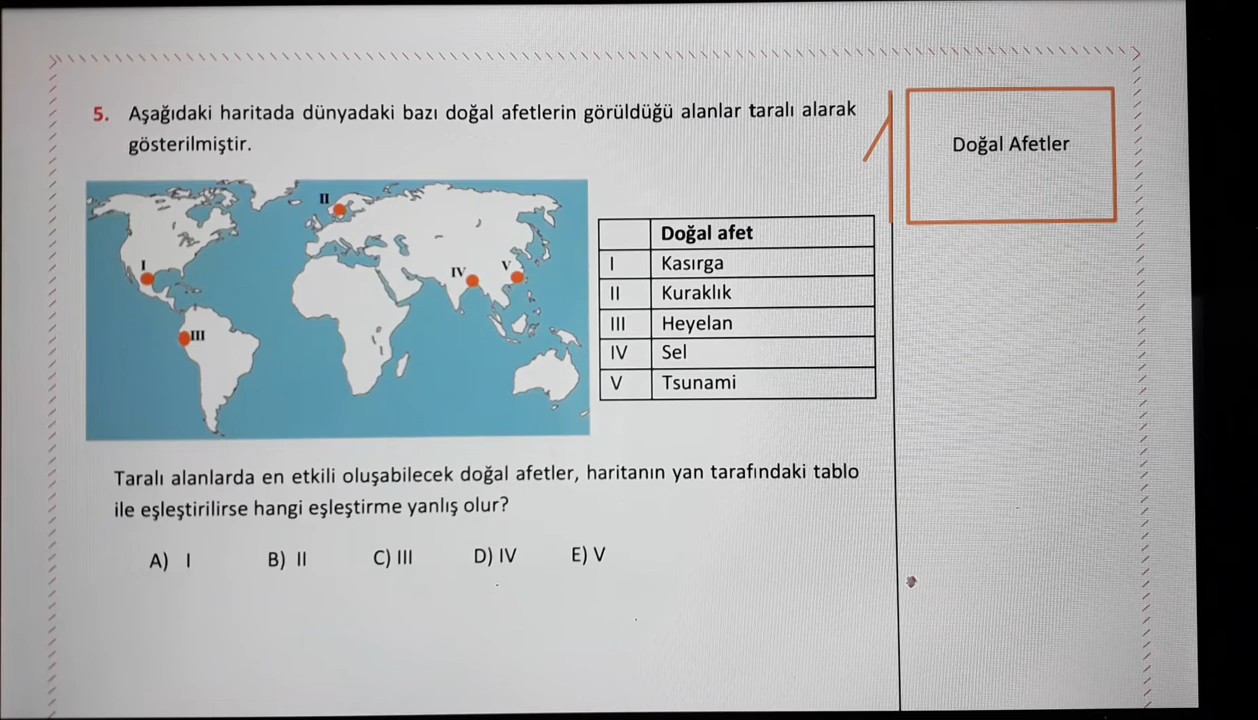 5. Aşağıdaki haritada dünyadaki bazı doğal afetlerin görüldüğü alanlar taralı alarak
gösterilmiştir.
Doğal Afetler
I
II
III
IV
V
Doğal afet
I Kasırga
II Kuraklık
III Heyelan
IV Sel
V Tsunami
Taralı alanlarda en etkili oluşabilecek doğal afetler, haritanın yan tarafındaki tablo
ile eşleştirilirse hangi eşleştirme yanlış olur?
A) I B) II C) III D) IV E) V